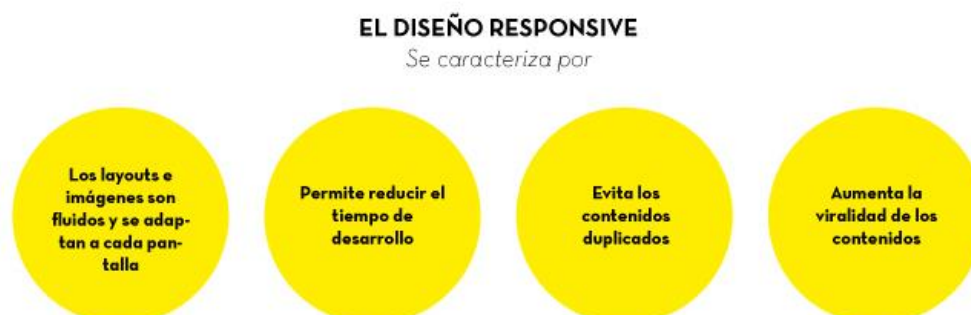 EL DISEÑO RESPONSIVE
Se caracteriza por
Los layouts e
imágenes son
fluidos y se adap-
tan a cada pan-
talla
Permite reducir el
tiempo de
desarrollo
Evita los
contenidos
duplicados
Aumenta la
viralidad de los
contenidos